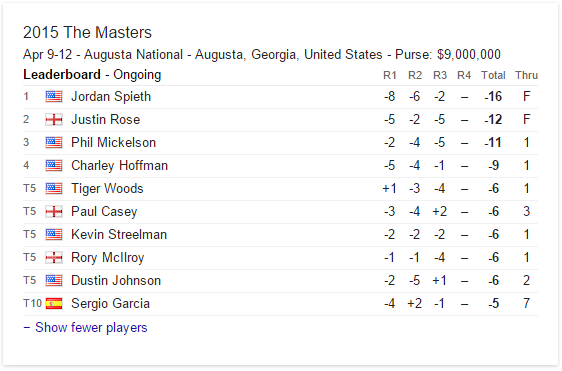 2015 The Masters
Apr 9-12 - Augusta National - Augusta, Georgia, United States - Purse: $9,000,000
Leaderboard - Ongoing R1 R2 R3 R4 Total Thru
1 Jordan Spieth -8 -6 -2 – -16 F
2 Justin Rose -5 -2 -5 – -12 F
3 Phil Mickelson -2 -4 -5 – -11 1
4 Charley Hoffman -5 -4 -1 – -9 1
T5 Tiger Woods +1 -3 -4 – -6 1
T5 Paul Casey -3 -4 +2 – -6 3
T5 Kevin Streelman -2 -2 -2 – -6 1
T5 Rory McIlroy -1 -1 -4 – -6 1
T5 Dustin Johnson -2 -5 +1 – -6 2
T10 Sergio Garcia -4 +2 -1 – -5 7
− Show fewer players